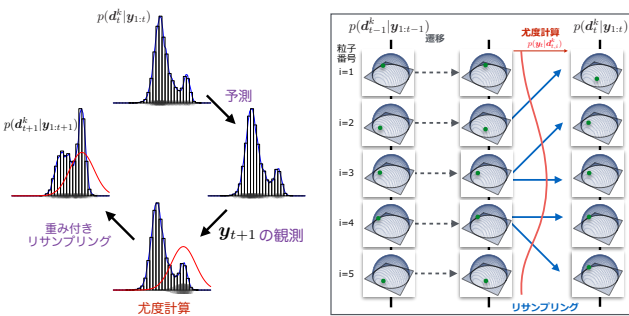 p(d_t^k|y_{1:t})
予測
p(d_{t+1}^k|y_{1:t+1})
重み付き
リサンプリング
y_{t+1} の観測
尤度計算
p(d_{t-1}^k|y_{1:t-1})
遷移
尤度計算
p(y_t|d_{t,i}^k)
p(d_t^k|y_{1:t})
粒子
番号
i=1
i=2
i=3
i=4
i=5
リサンプリング